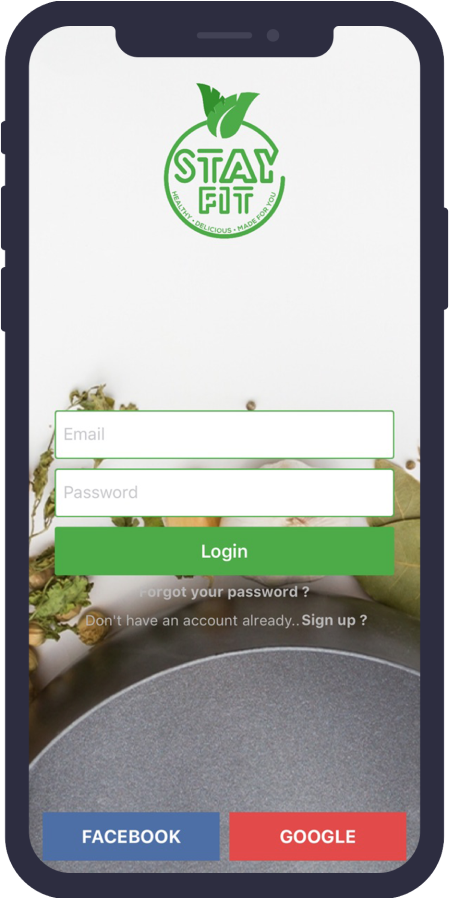 STAY
FIT
HEALTHY • DELICIOUS • MADE FOR YOU
Email
Password
Login
Forgot your password ?
Don't have an account already.. Sign up ?
FACEBOOK
GOOGLE